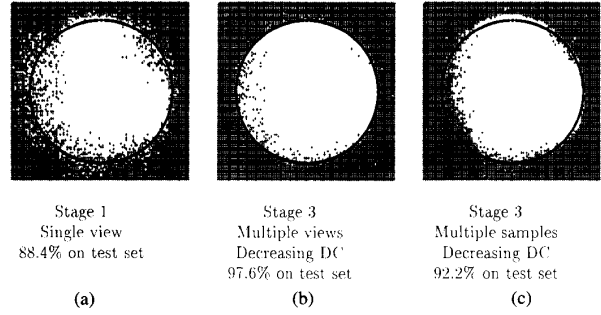 Stage 1
Single view
88.4% on test set
(a)
Stage 3
Multiple views
Decreasing DC
97.6% on test set
(b)
Stage 3
Multiple samples
Decreasing DC
92.2% on test set
(c)